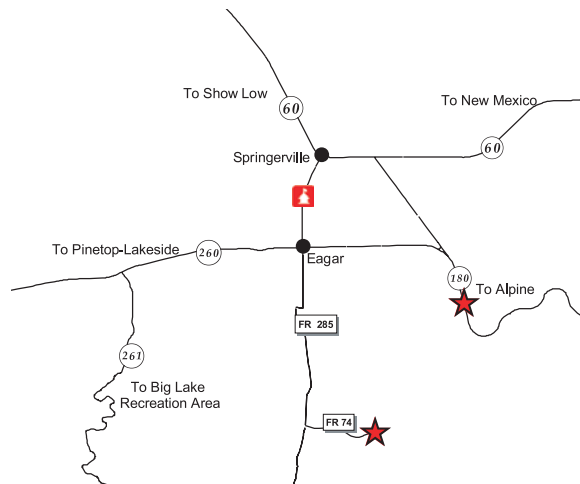 To Show Low
60
To New Mexico
60
Springerville
To Pinetop-Lakeside
260
Eagar
180
To Alpine
FR 285
261
To Big Lake
Recreation Area
FR 74